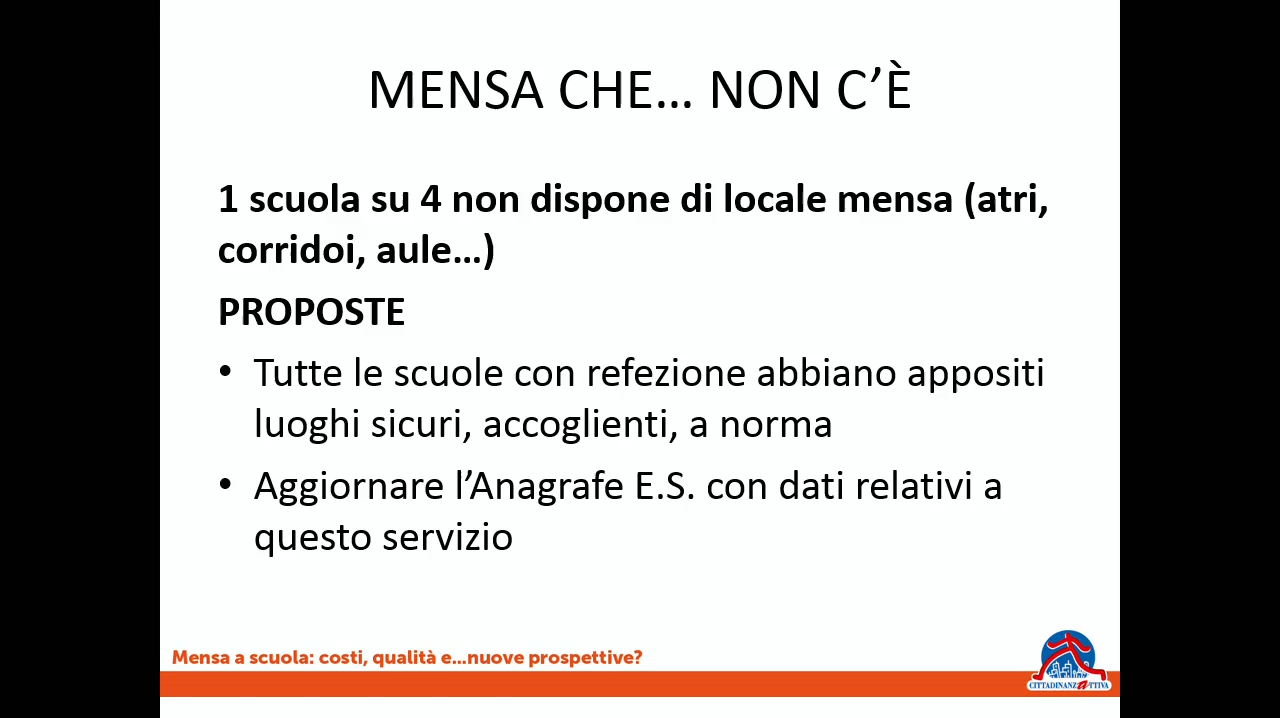 MENSA CHE… NON C’È
1 scuola su 4 non dispone di locale mensa (atri,
corridoi, aule…)
PROPOSTE
• Tutte le scuole con refezione abbiano appositi
luoghi sicuri, accoglienti, a norma
• Aggiornare l’Anagrafe E.S. con dati relativi a
questo servizio
Mensa a scuola: costi, qualità e...nuove prospettive?
CITTADINANZATTIVA